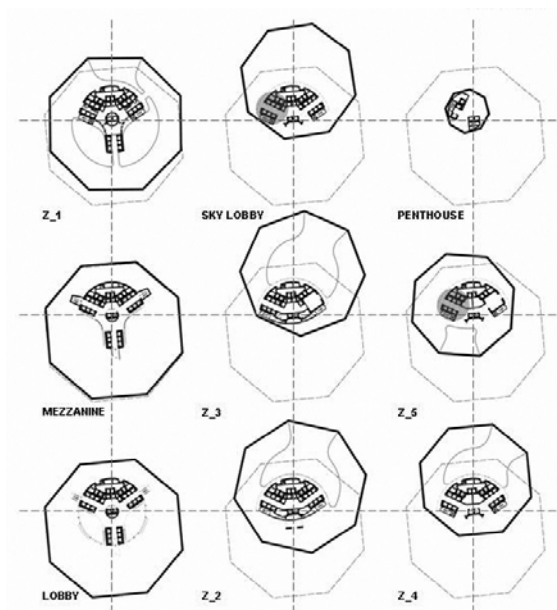 Z_1
SKY LOBBY
PENTHOUSE
MEZZANINE
Z_3
Z_5
LOBBY
Z_2
Z_4